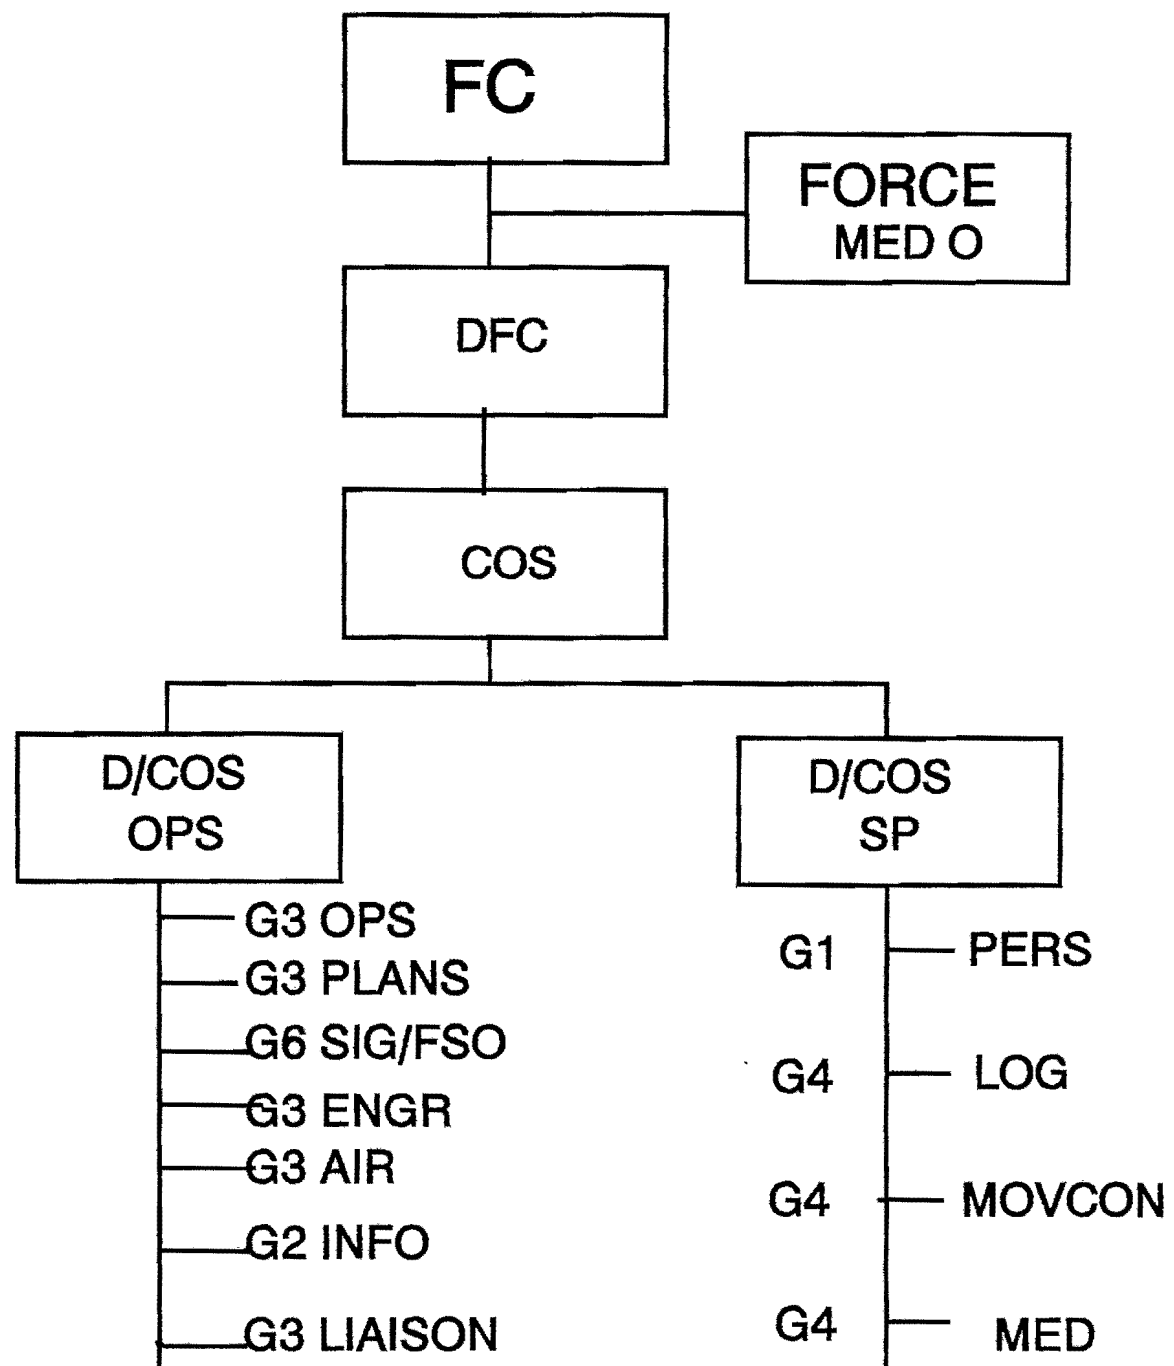 FC
FORCE
MED O
DFC
COS
D/COS
OPS
G3 OPS
G3 PLANS
G6 SIG/FSO
G3 ENGR
G3 AIR
G2 INFO
G3 LIAISON
D/COS
SP
G1 PERS
G4 LOG
G4 MOVCON
G4 MED